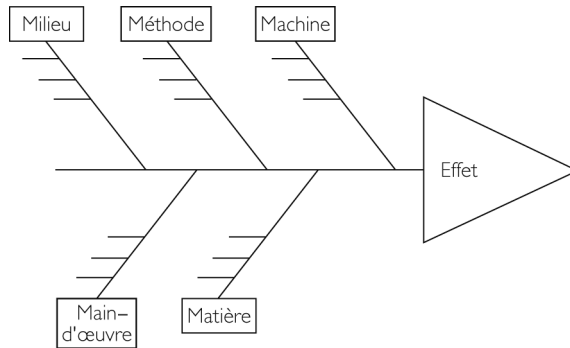 Milieu
Méthode
Machine
Effet
Main-
d'œuvre
Matière